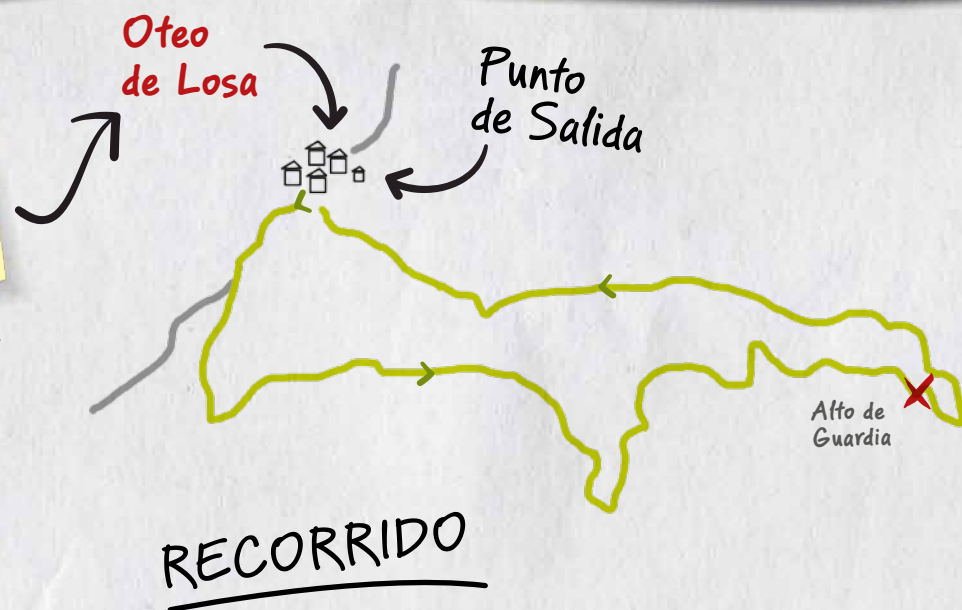 Oteo
de Losa
Punto
de Salida
Alto de
Guardia
RECORRIDO